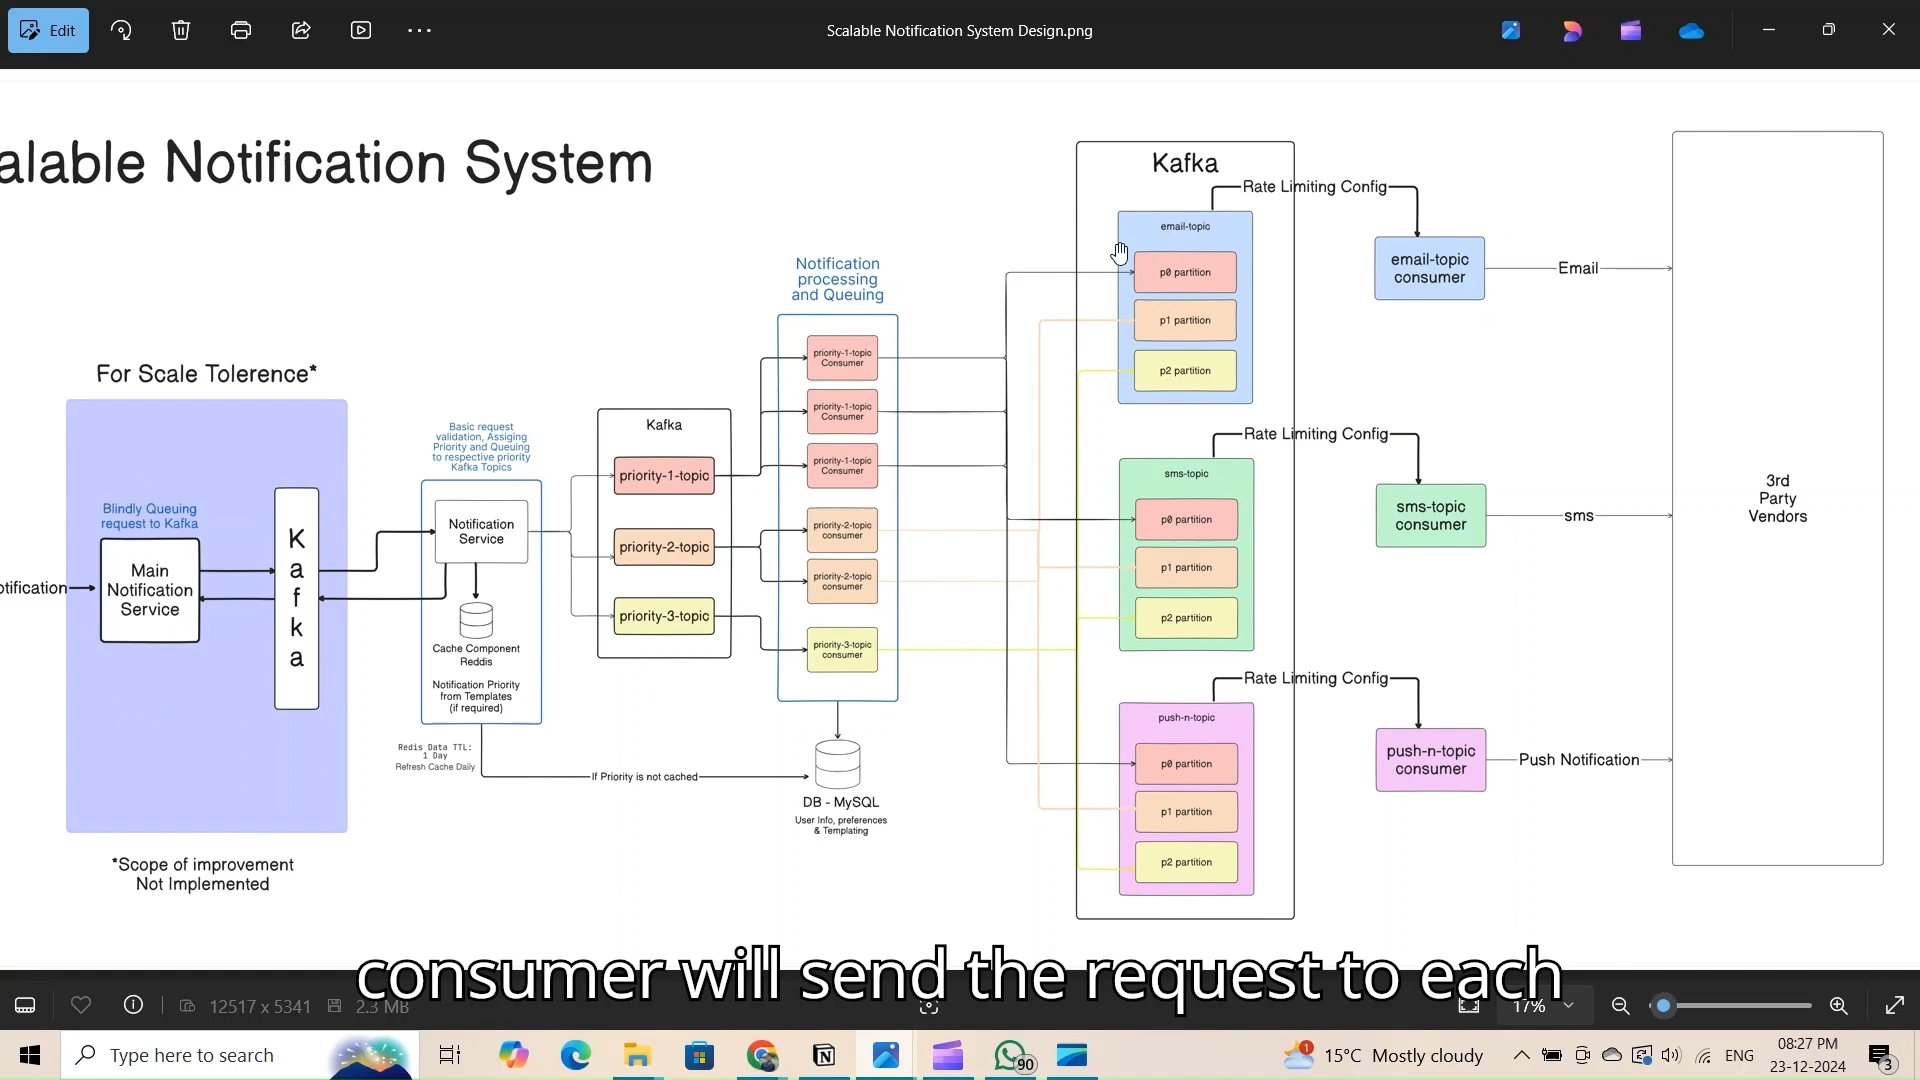 Edit
Scalable Notification System Design.png
alable Notification System
For Scale Tolerence*
Blindly Queuing
request to Kafka
otification
Main
Notification
Service
K
a
f
k
a
*Scope of improvement
Not Implemented
Basic request
validation, Assiging
Priority and Queuing
to respective priority
Kafka Topics
Notification
Service
Cache Component
Reddis
Notification Priority
from Templates
(if required)
Redis Data TTL:
1 Day
Refresh Cache Daily
If Priority is not cached
Kafka
priority-1-topic
priority-2-topic
priority-3-topic
Notification
processing
and Queuing
priority-1-topic
Consumer
priority-1-topic
Consumer
priority-1-topic
Consumer
priority-2-topic
consumer
priority-2-topic
consumer
priority-3-topic
consumer
DB - MySQL
User Info, preferences
& Templating
Kafka
email-topic
p0 partition
p1 partition
p2 partition
sms-topic
p0 partition
p1 partition
p2 partition
push-n-topic
p0 partition
p1 partition
p2 partition
Rate Limiting Config
email-topic
consumer
Email
Rate Limiting Config
sms-topic
consumer
sms
Rate Limiting Config
push-n-topic
consumer
Push Notification
3rd
Party
Vendors
consumer will send the request to each
12517 x 5341
2.3 MB
17%
Type here to search
90
1
15°C Mostly cloudy
ENG
08:27 PM
23-12-2024
3